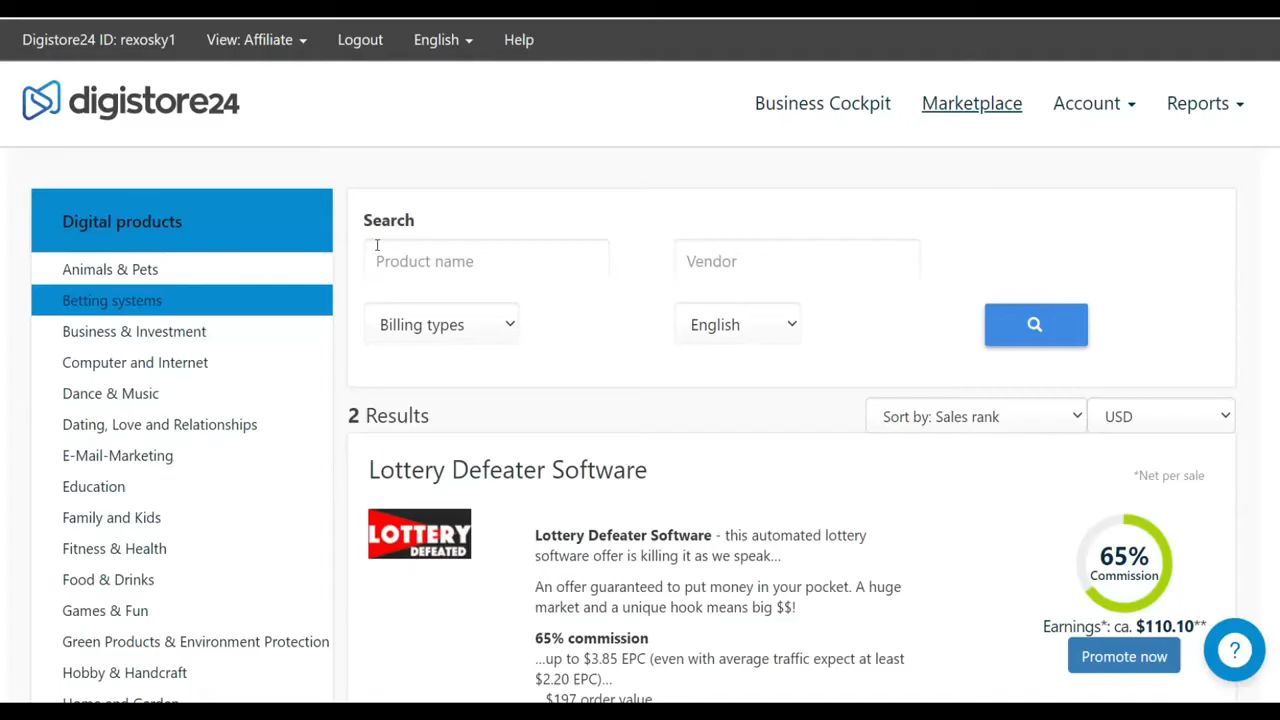 Digistore24 ID: rexosky1 View: Affiliate Logout English Help
digistore24
Business Cockpit Marketplace Account Reports
Digital products
Animals & Pets
Betting systems
Business & Investment
Computer and Internet
Dance & Music
Dating, Love and Relationships
E-Mail-Marketing
Education
Family and Kids
Fitness & Health
Food & Drinks
Games & Fun
Green Products & Environment Protection
Hobby & Handcraft
Home and Garden
Search
Product name Vendor
Billing types English
2 Results Sort by: Sales rank USD
Lottery Defeater Software
*Net per sale
LOTTERY
DEFEATED
Lottery Defeater Software - this automated lottery
software offer is killing it as we speak...
An offer guaranteed to put money in your pocket. A huge
market and a unique hook means big $$!
65% commission
...up to $3.85 EPC (even with average traffic expect at least
$2.20 EPC)...
...$197 order value
65%
Commission
Earnings*: ca. $110.10**
Promote now
?